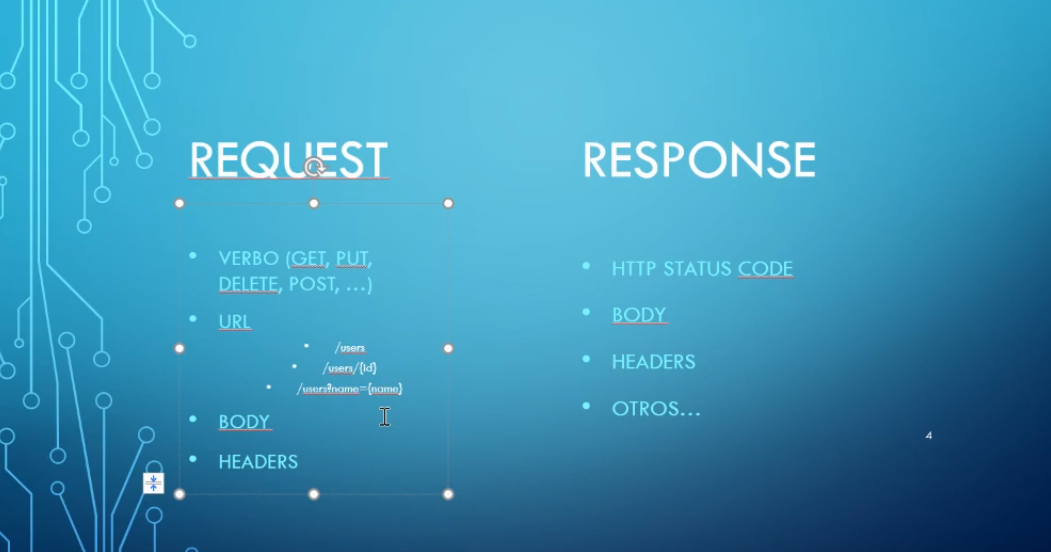 REQUEST
• VERBO (GET, PUT,
DELETE, POST, ...)
• URL
• /users
• /users/{id}
• /users?name={name}
• BODY
• HEADERS
RESPONSE
• HTTP STATUS CODE
• BODY
• HEADERS
• OTROS...
4